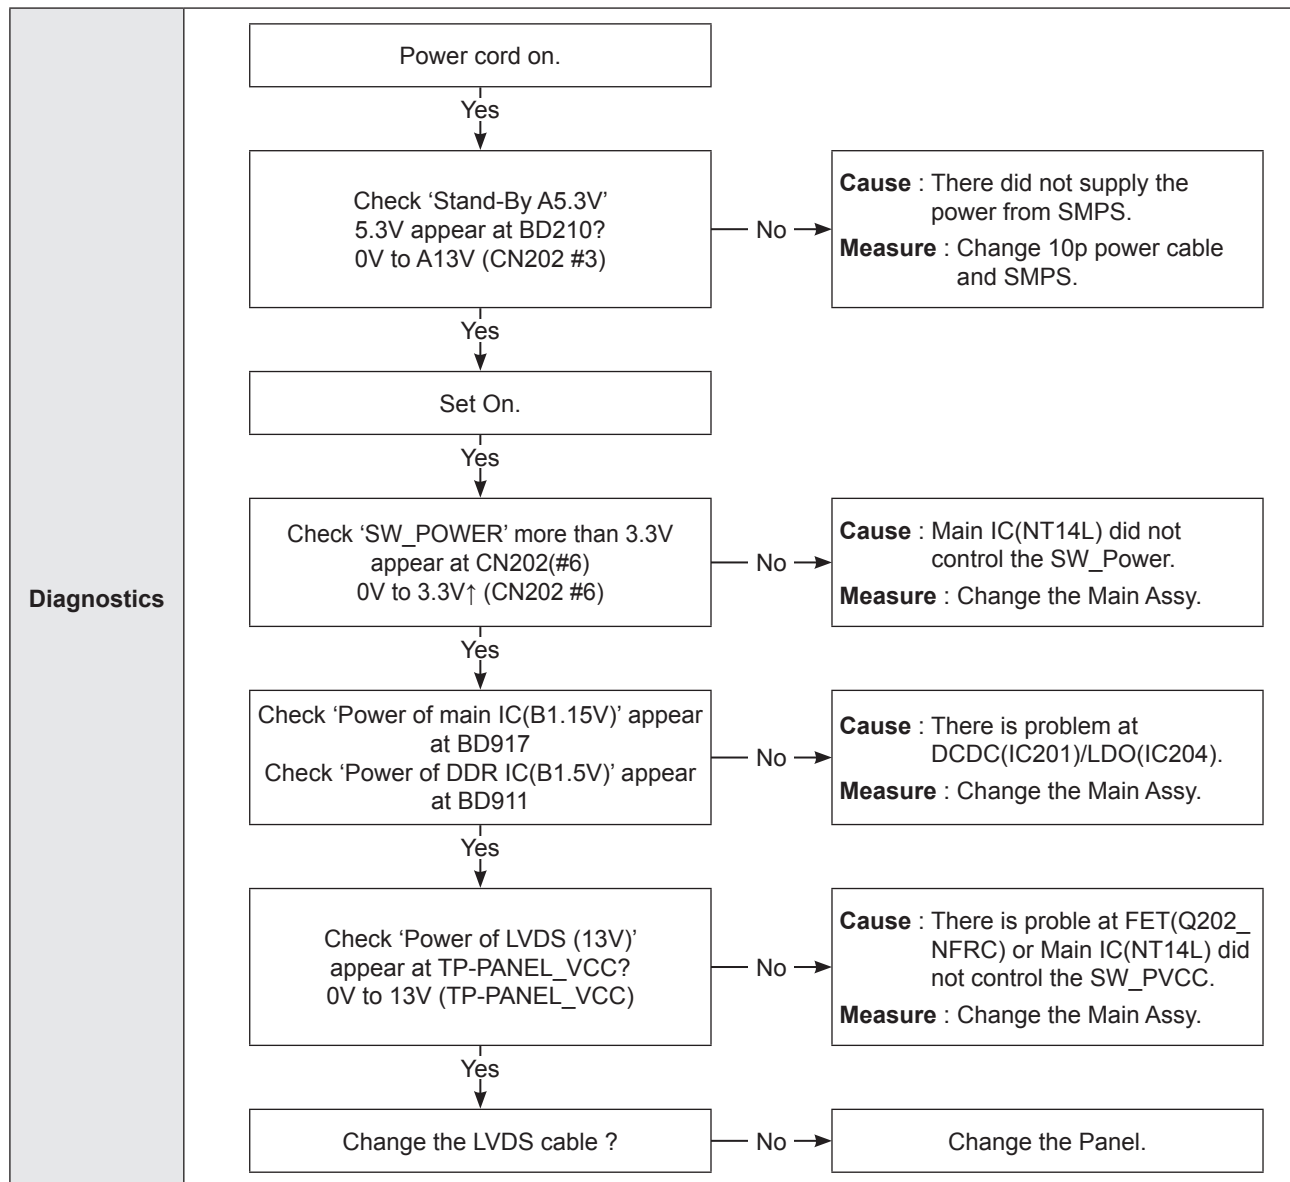 Diagnostics
Power cord on.
Yes
Check ‘Stand-By A5.3V’
5.3V appear at BD210?
0V to A13V (CN202 #3)
No
Cause : There did not supply the
power from SMPS.
Measure : Change 10p power cable
and SMPS.
Yes
Set On.
Yes
Check ‘SW_POWER’ more than 3.3V
appear at CN202(#6)
0V to 3.3V↑ (CN202 #6)
No
Cause : Main IC(NT14L) did not
control the SW_Power.
Measure : Change the Main Assy.
Yes
Check ‘Power of main IC(B1.15V)’ appear
at BD917
Check ‘Power of DDR IC(B1.5V)’ appear
at BD911
No
Cause : There is problem at
DCDC(IC201)/LDO(IC204).
Measure : Change the Main Assy.
Yes
Check ‘Power of LVDS (13V)’
appear at TP-PANEL_VCC?
0V to 13V (TP-PANEL_VCC)
No
Cause : There is proble at FET(Q202_
NFRC) or Main IC(NT14L) did
not control the SW_PVCC.
Measure : Change the Main Assy.
Yes
Change the LVDS cable ?
No
Change the Panel.